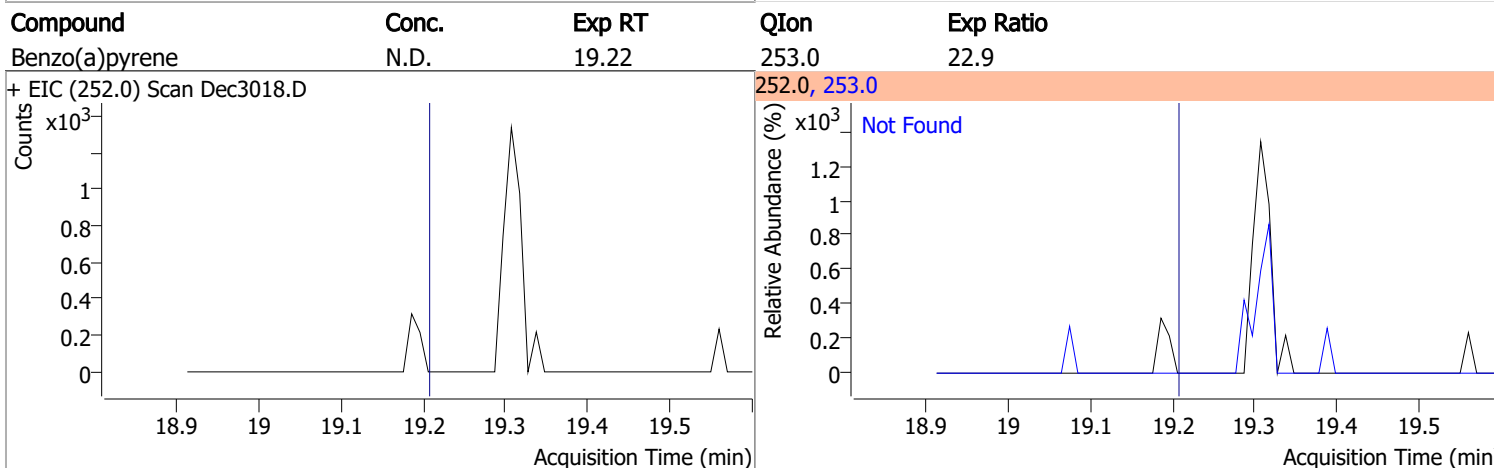 Compound Conc. Exp RT QIon Exp Ratio
Benzo(a)pyrene N.D. 19.22 253.0 22.9
+ EIC (252.0) Scan Dec3018.D
Counts
x10³
1
0.8
0.6
0.4
0.2
0
18.9 19 19.1 19.2 19.3 19.4 19.5
Acquisition Time (min)
252.0, 253.0
Relative Abundance (%)
x10³
Not Found
1.2
1
0.8
0.6
0.4
0.2
0
18.9 19 19.1 19.2 19.3 19.4 19.5
Acquisition Time (min)